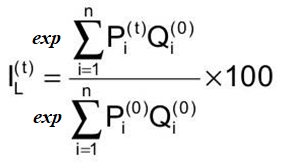 I_L^(t) = (exp ∑_{i=1}^{n} P_i^(t) Q_i^(0)) / (exp ∑_{i=1}^{n} P_i^(0) Q_i^(0)) × 100